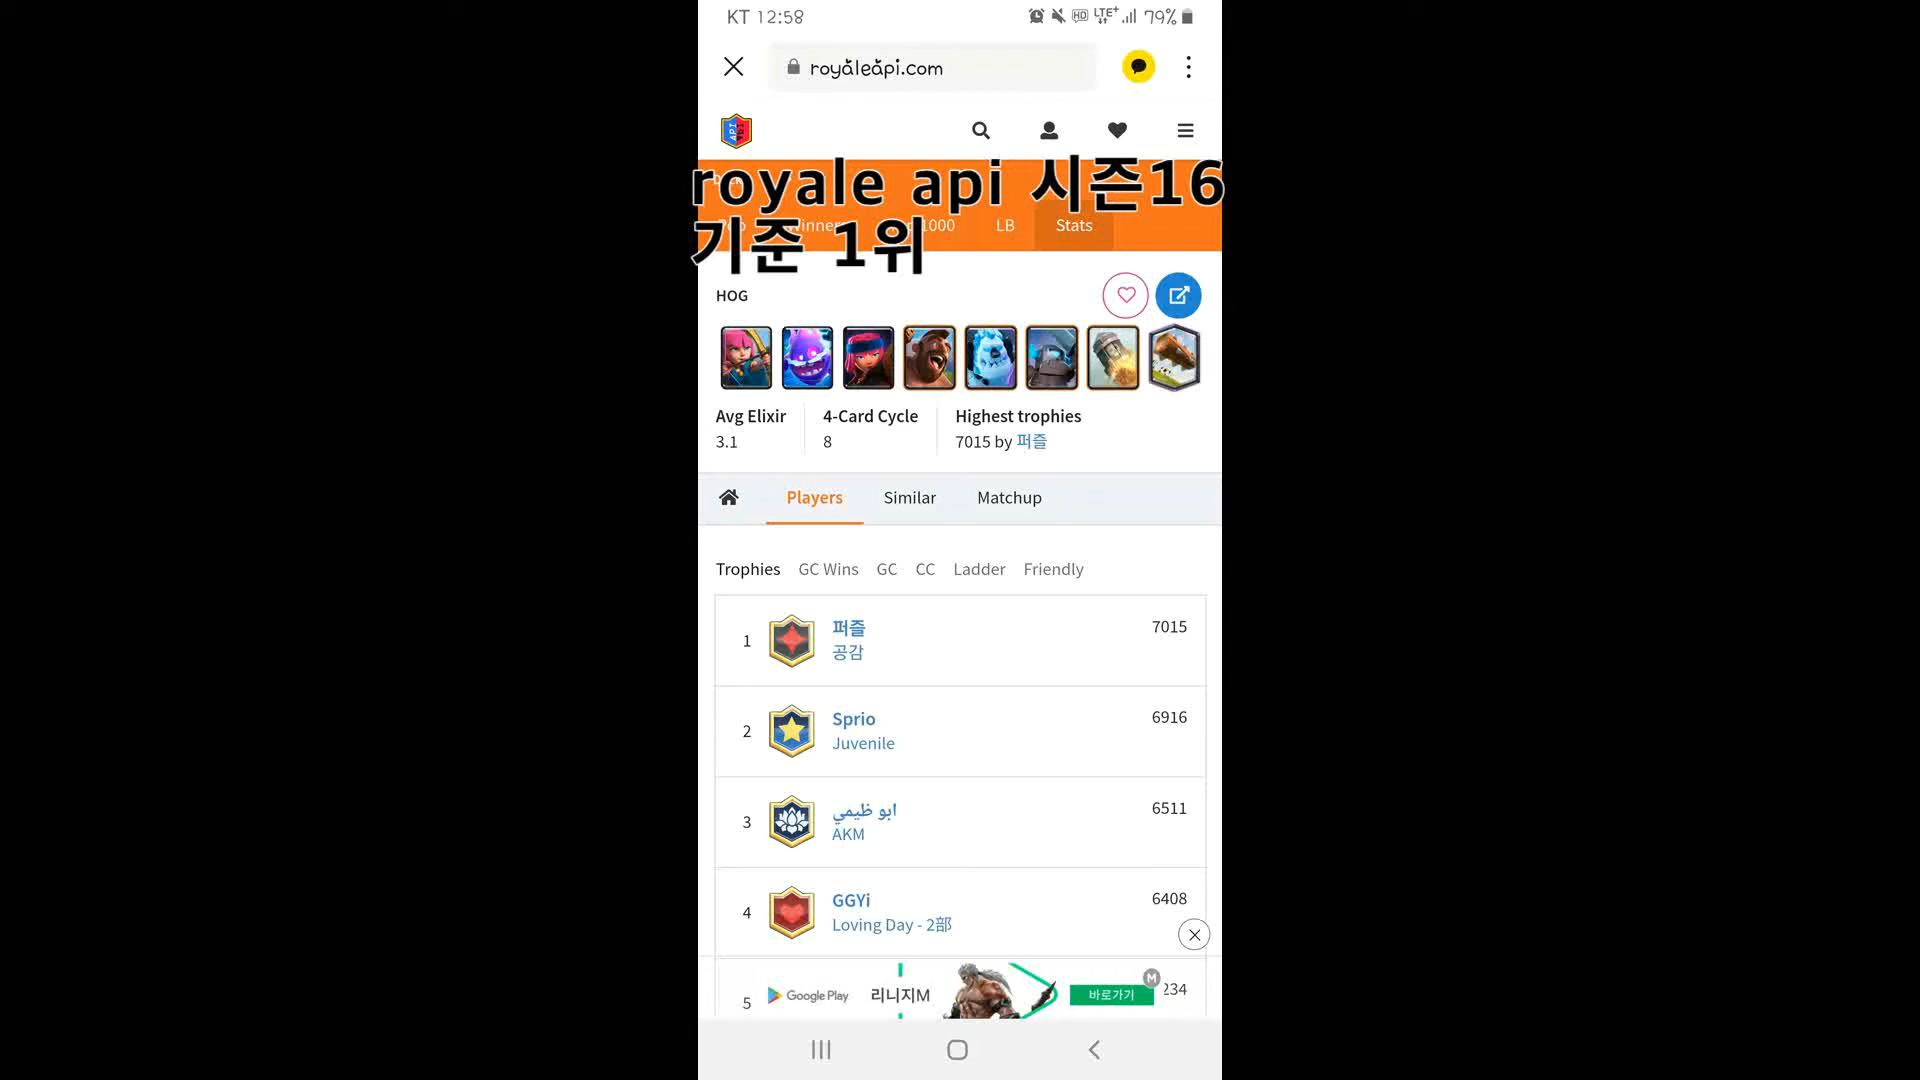 KT 12:58
HD LTE+ 79%
royaleapi.com
royale api 시즌16
기준 1위
1000 LB Stats
HOG
Avg Elixir 4-Card Cycle Highest trophies
3.1 8 7015 by 퍼즐
Players Similar Matchup
Trophies GC Wins GC CC Ladder Friendly
1 퍼즐 7015
공감
2 Sprio 6916
Juvenile
3 ابو ظيمي 6511
AKM
4 GGYi 6408
Loving Day - 2部
5 Google Play 리니지M 바로가기 M 234